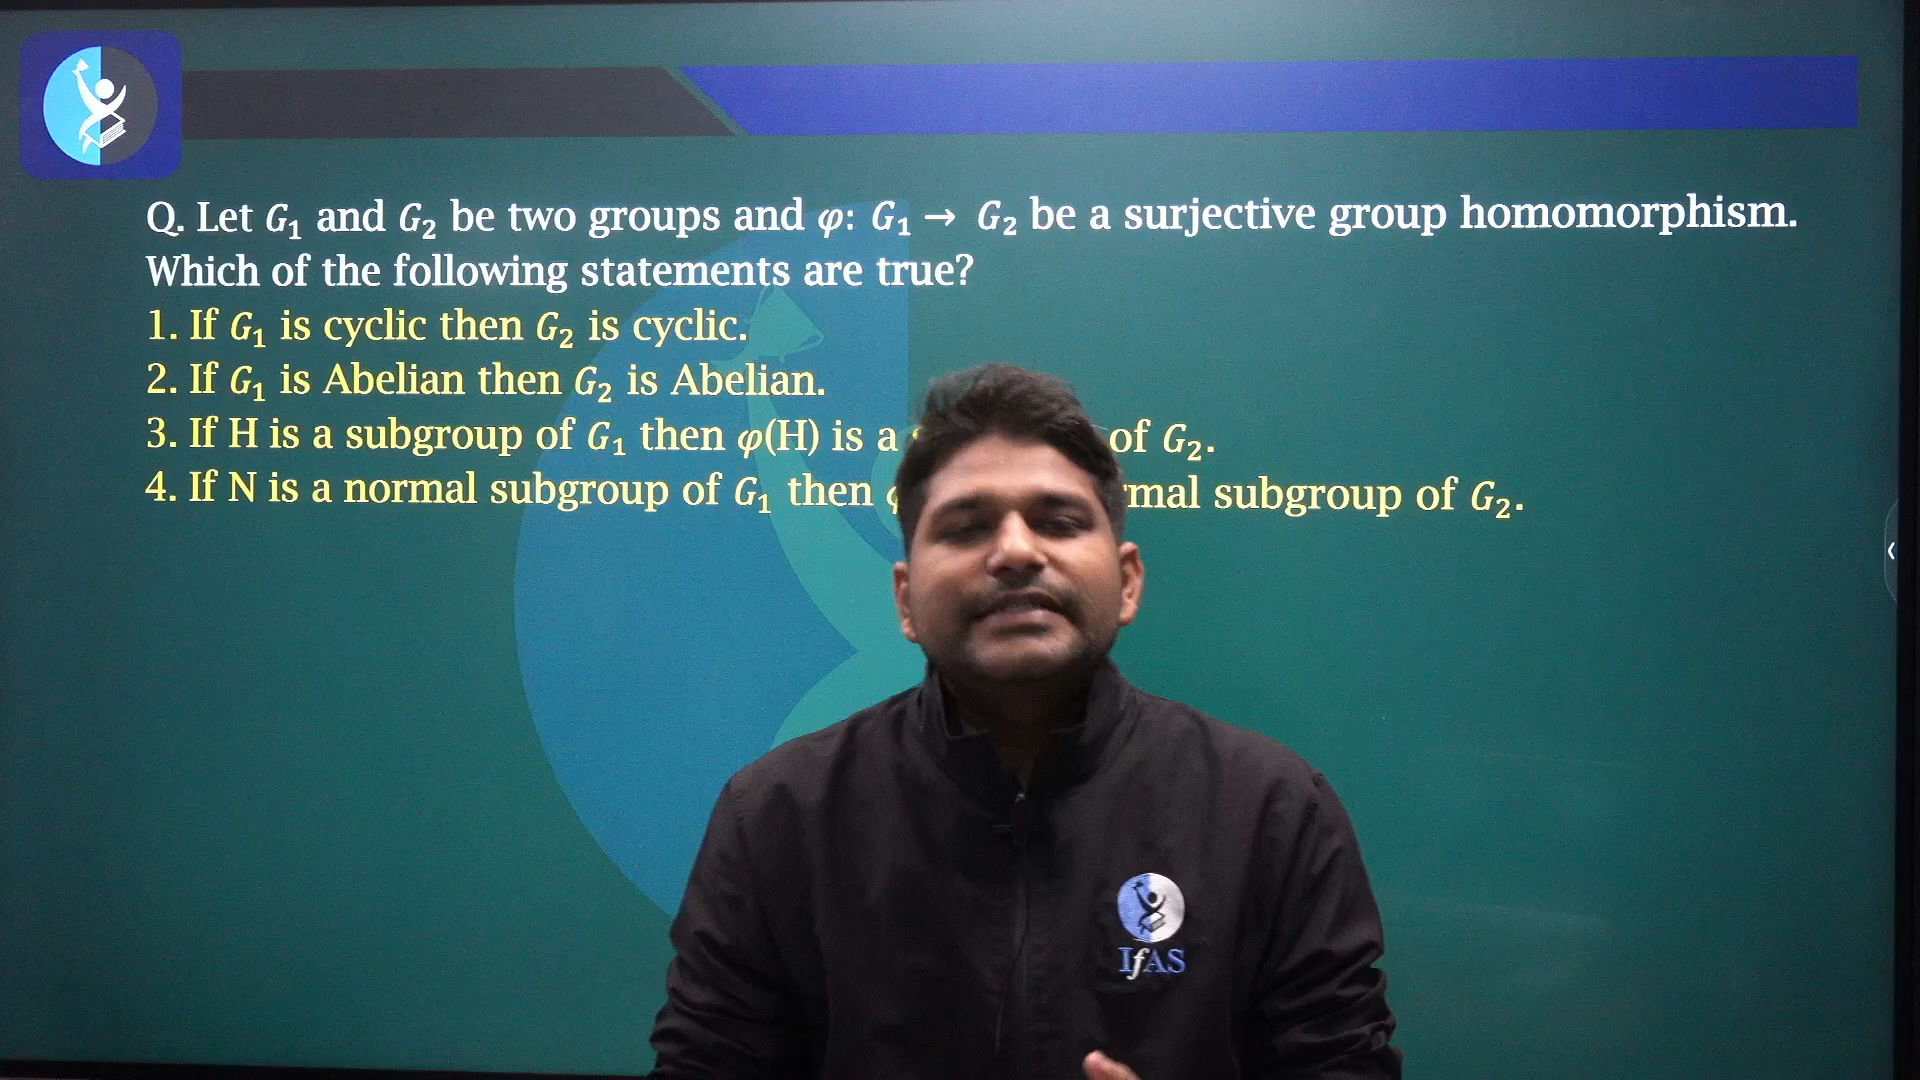 Q. Let G₁ and G₂ be two groups and φ: G₁ → G₂ be a surjective group homomorphism.
Which of the following statements are true?
1. If G₁ is cyclic then G₂ is cyclic.
2. If G₁ is Abelian then G₂ is Abelian.
3. If H is a subgroup of G₁ then φ(H) is a of G₂.
4. If N is a normal subgroup of G₁ then subgroup of G₂.
IfAS